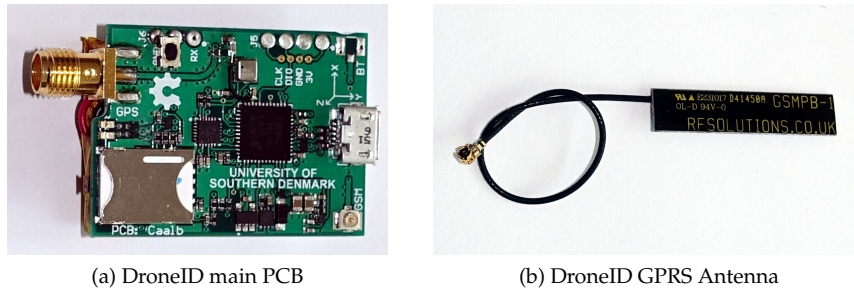 J6
RX
GPS
J5
CLK
DIO
GND
3V
BT
X
Y
Z
UNIVERSITY OF
SOUTHERN DENMARK
GSM
PCB: Caalb
E231017 D41450A GSMPB-1
OL-D 94V-0
RFSOLUTIONS.CO.UK
(a) DroneID main PCB
(b) DroneID GPRS Antenna